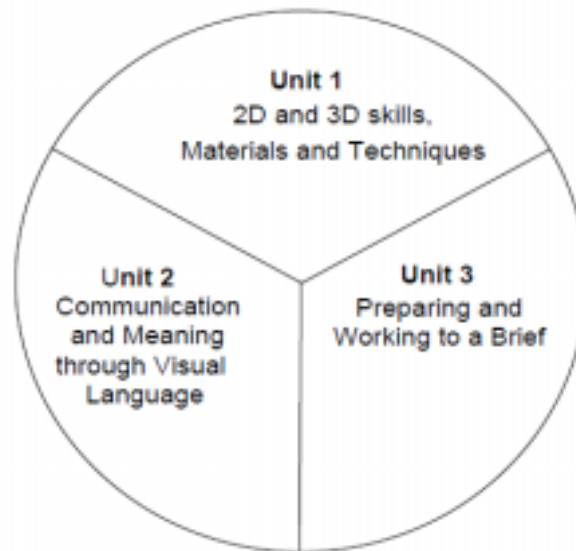 Unit 1
2D and 3D skills,
Materials and Techniques
Unit 2
Communication
and Meaning
through Visual
Language
Unit 3
Preparing and
Working to a Brief